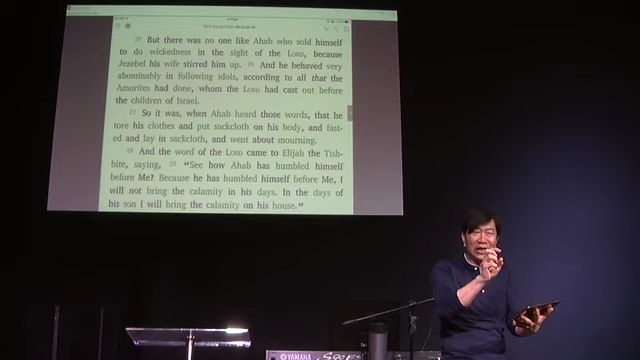 25 But there was no one like Ahab who sold himself
to do wickedness in the sight of the LORD, because
Jezebel his wife stirred him up. 26 And he behaved very
abominably in following idols, according to all that the
Amorites had done, whom the LORD had cast out before
the children of Israel.
27 So it was, when Ahab heard those words, that he
tore his clothes and put sackcloth on his body, and fast-
ed and lay in sackcloth, and went about mourning.
28 And the word of the LORD came to Elijah the Tish-
bite, saying, 29 "See how Ahab has humbled himself
before Me? Because he has humbled himself before Me, I
will not bring the calamity in his days. In the days of
his son I will bring the calamity on his house."
YAMAHA